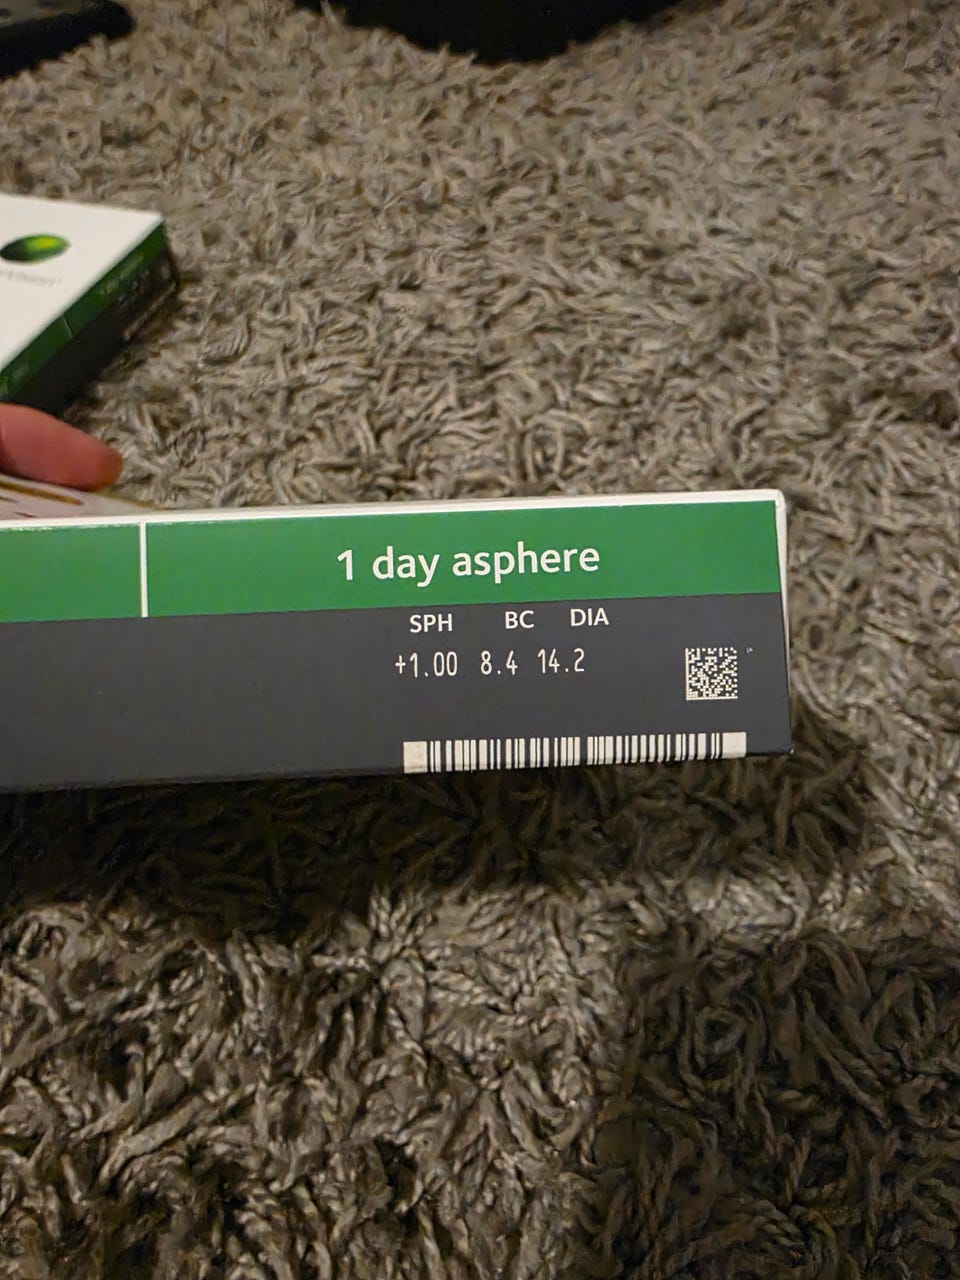 1 day asphere
SPH BC DIA
+1.00 8.4 14.2